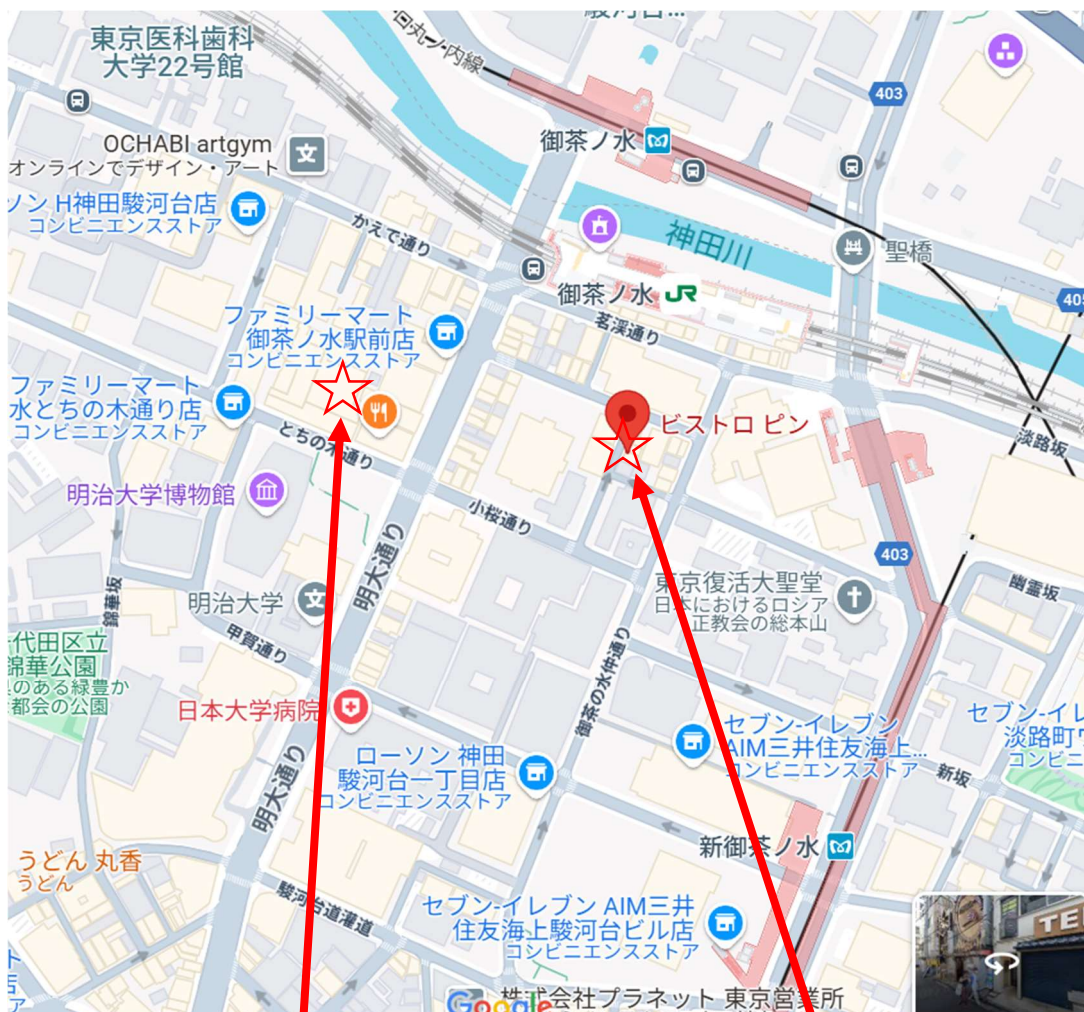 東京医科歯科
大学22号館
丸ノ内線
403
OCHABI artgym
オンラインでデザイン・アート
御茶ノ水
ソン H神田駿河台店
コンビニエンスストア
かえで通り
神田川
聖橋
御茶ノ水 JR
茗渓通り
ファミリーマート
御茶ノ水駅前店
コンビニエンスストア
ファミリーマート
水とちの木通り店
コンビニエンスストア
とちの木通り
ビストロ ピン
淡路坂
明治大学博物館
小桜通り
明大通り
403
幽霊坂
明治大学
東京復活大聖堂
日本におけるロシア
正教会の総本山
錦華坂
甲賀通り
代田区立
錦華公園
のある緑豊か
都会の公園
日本大学病院
御茶の水仲通り
セブン-イレブン
AIM三井住友海上...
コンビニエンスストア
セブン-イレ
淡路町
コンビニ
新坂
ローソン 神田
駿河台一丁目店
コンビニエンスストア
明大通り
新御茶ノ水
うどん 丸香
うどん
駿河台道灌道
セブン-イレブン AIM三井
住友海上駿河台ビル店
コンビニエンスストア
TE
Google
株式会社プラネット 東京営業所